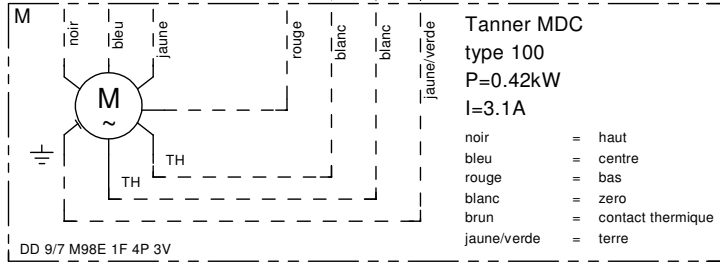 M
noir
bleu
jaune
rouge
blanc
blanc
jaune/verde
M
~
TH
TH
DD 9/7 M98E 1F 4P 3V
Tanner MDC
type 100
P=0.42kW
I=3.1A
noir = haut
bleu = centre
rouge = bas
blanc = zero
brun = contact thermique
jaune/verde = terre